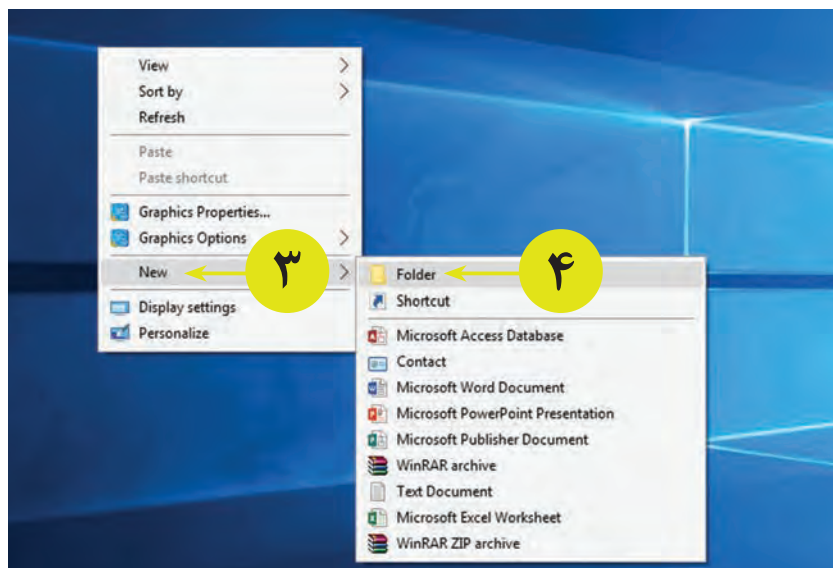 View
Sort by
Refresh
Paste
Paste shortcut
Graphics Properties...
Graphics Options
New
۳
Display settings
Personalize
Folder
۴
Shortcut
Microsoft Access Database
Contact
Microsoft Word Document
Microsoft PowerPoint Presentation
Microsoft Publisher Document
WinRAR archive
Text Document
Microsoft Excel Worksheet
WinRAR ZIP archive